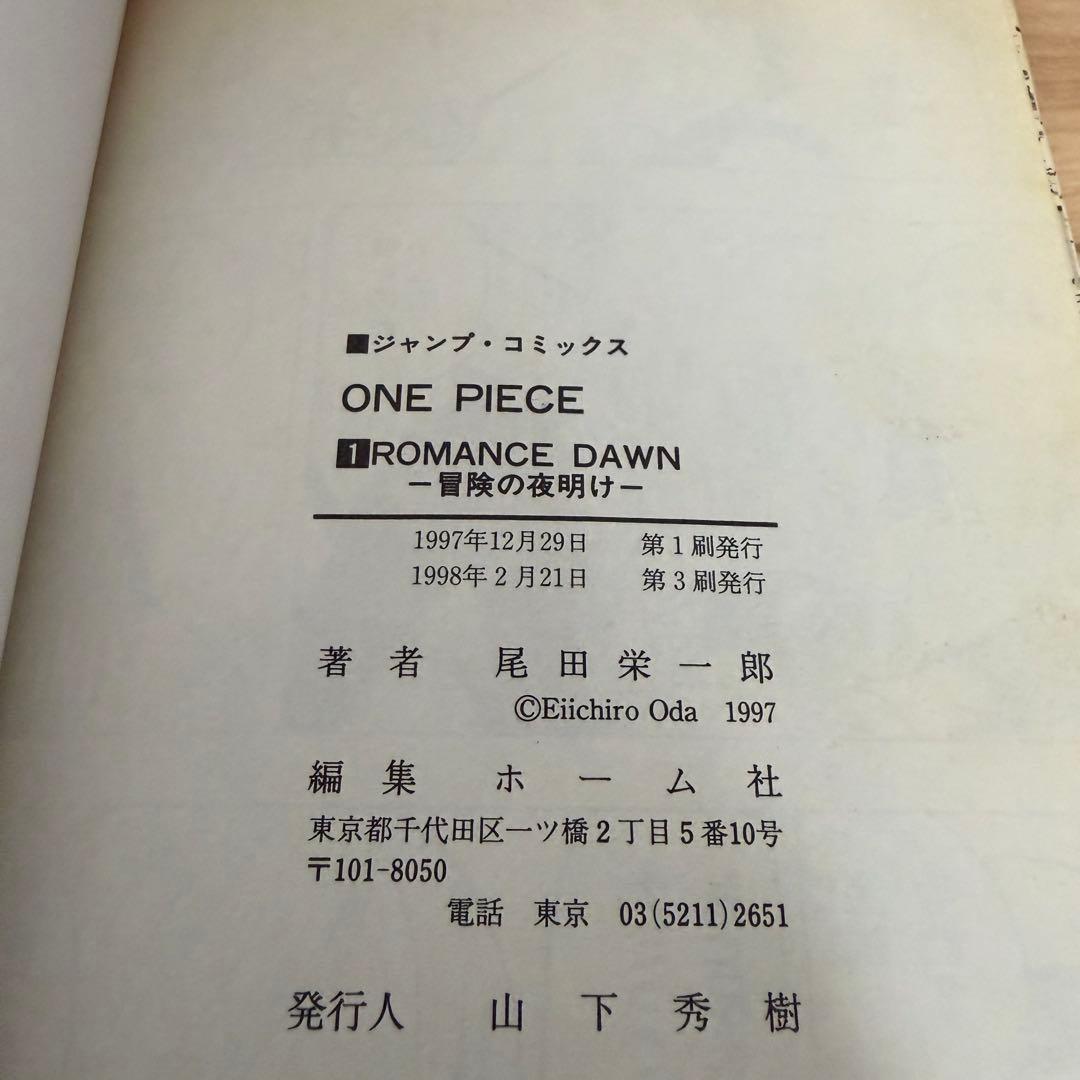 ■ジャンプ・コミックス
ONE PIECE
1 ROMANCE DAWN
―冒険の夜明け―
1997年12月29日 第1刷発行
1998年2月21日 第3刷発行
著者 尾田栄一郎
©Eiichiro Oda 1997
編集 ホーム社
東京都千代田区一ツ橋2丁目5番10号
〒101-8050
電話 東京 03(5211)2651
発行人 山下秀樹